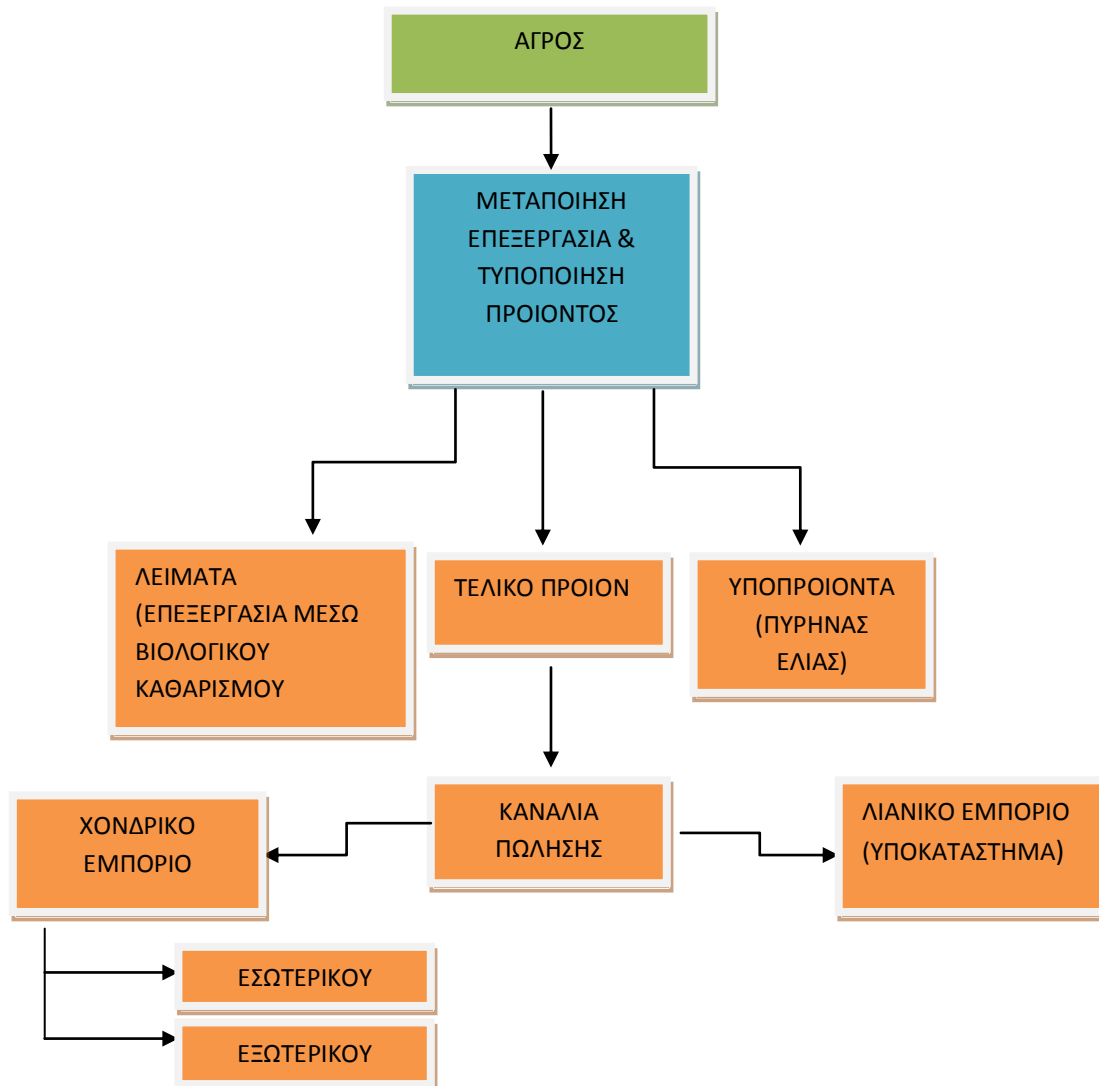 ΑΓΡΟΣ
ΜΕΤΑΠΟΙΗΣΗ
ΕΠΕΞΕΡΓΑΣΙΑ &
ΤΥΠΟΠΟΙΗΣΗ
ΠΡΟΙΟΝΤΟΣ
ΛΕΙΜΑΤΑ
(ΕΠΕΞΕΡΓΑΣΙΑ ΜΕΣΩ
ΒΙΟΛΟΓΙΚΟΥ
ΚΑΘΑΡΙΣΜΟΥ
ΤΕΛΙΚΟ ΠΡΟΙΟΝ
ΥΠΟΠΡΟΙΟΝΤΑ
(ΠΥΡΗΝΑΣ
ΕΛΙΑΣ)
ΧΟΝΔΡΙΚΟ
ΕΜΠΟΡΙΟ
ΚΑΝΑΛΙΑ
ΠΩΛΗΣΗΣ
ΛΙΑΝΙΚΟ ΕΜΠΟΡΙΟ
(ΥΠΟΚΑΤΑΣΤΗΜΑ)
ΕΣΩΤΕΡΙΚΟΥ
ΕΞΩΤΕΡΙΚΟΥ